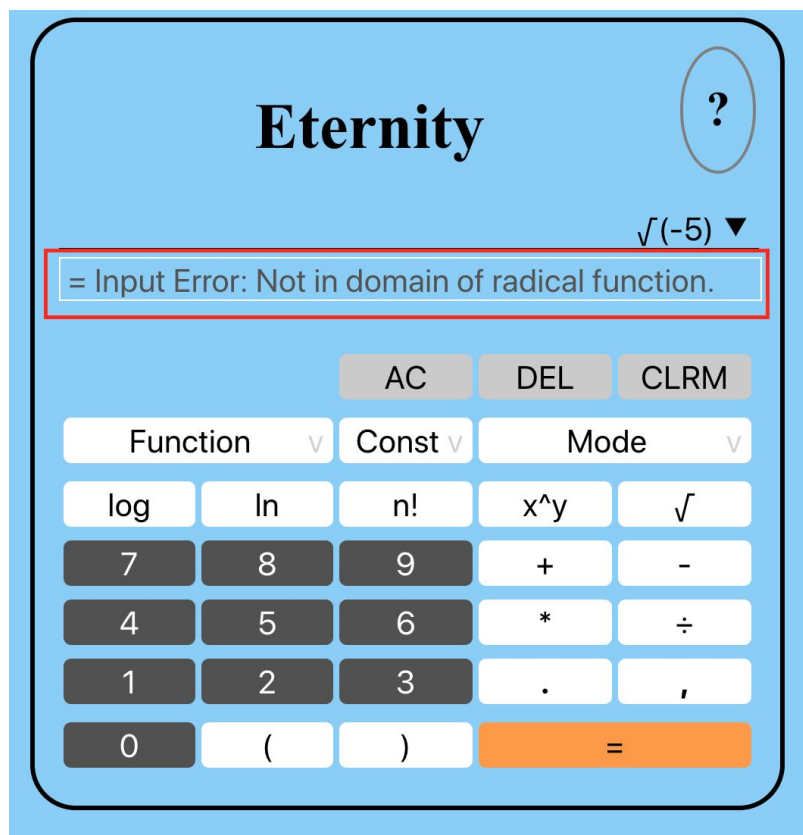 Eternity
?
√(-5) ▼
= Input Error: Not in domain of radical function.
AC DEL CLRM
Function v Const v Mode v
log ln n! x^y √
7 8 9 + -
4 5 6 * ÷
1 2 3 . ,
0 ( ) =